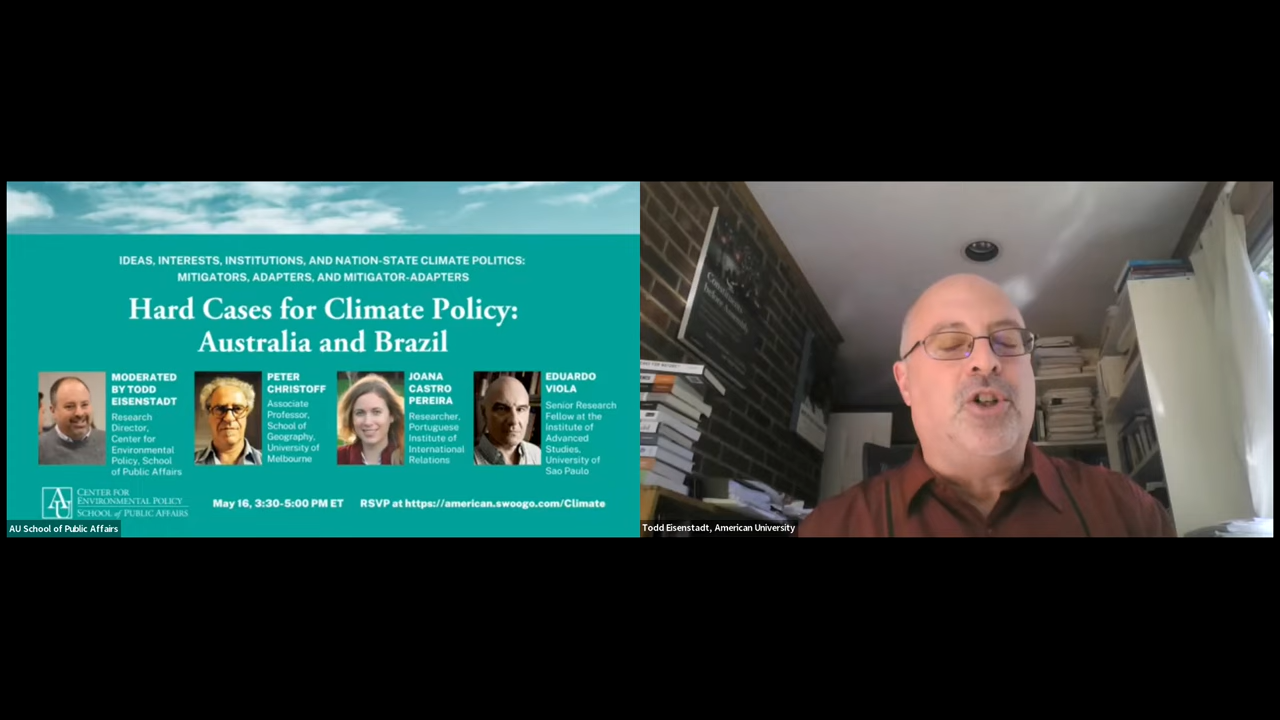 IDEAS, INTERESTS, INSTITUTIONS, AND NATION-STATE CLIMATE POLITICS:
MITIGATORS, ADAPTERS, AND MITIGATOR-ADAPTERS
Hard Cases for Climate Policy:
Australia and Brazil
MODERATED
BY TODD
EISENSTADT
Research
Director,
Center for
Environmental
Policy, School
of Public Affairs
PETER
CHRISTOFF
Associate
Professor,
School of
Geography,
University of
Melbourne
JOANA
CASTRO
PEREIRA
Researcher,
Portuguese
Institute of
International
Relations
EDUARDO
VIOLA
Senior Research
Fellow at the
Institute of
Advanced
Studies,
University of
Sao Paulo
AU
CENTER FOR
ENVIRONMENTAL POLICY
SCHOOL of PUBLIC AFFAIRS
May 16, 3:30-5:00 PM ET RSVP at https://american.swoogo.com/Climate
AU School of Public Affairs
Todd Eisenstadt, American University